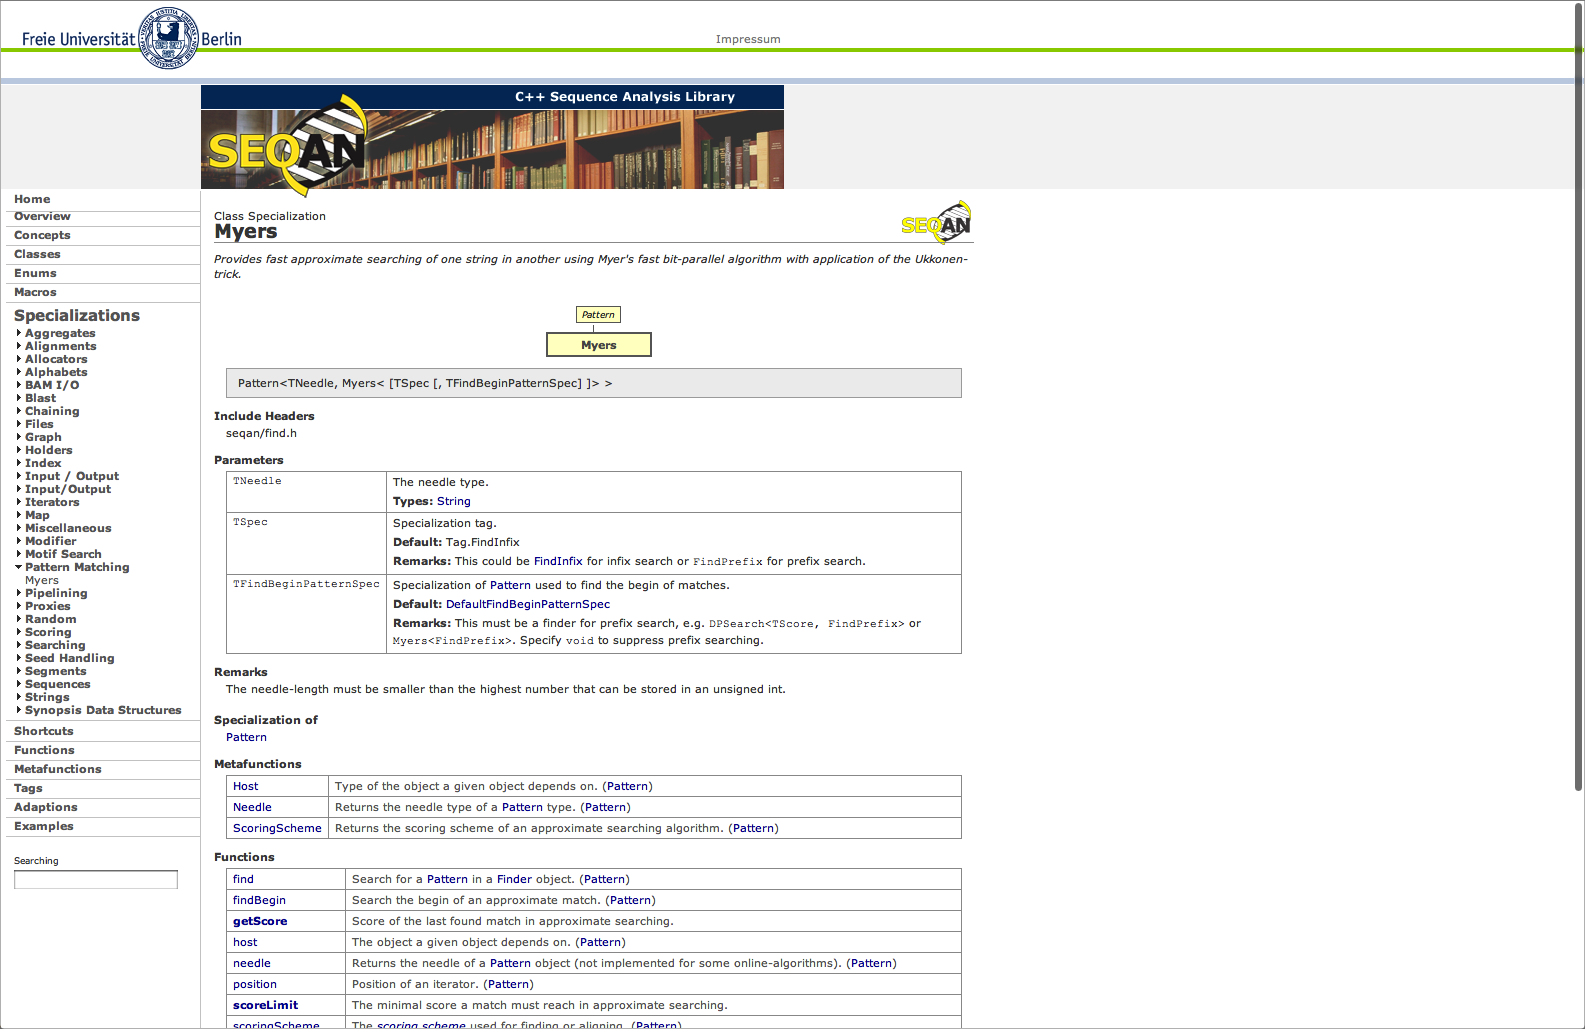 Freie Universität Berlin
Impressum
C++ Sequence Analysis Library
SEQAN
Home
Overview
Concepts
Classes
Enums
Macros
Specializations
Aggregates
Alignments
Allocators
Alphabets
BAM I/O
Blast
Chaining
Files
Graph
Holders
Index
Input / Output
Input/Output
Iterators
Map
Miscellaneous
Modifier
Motif Search
Pattern Matching
Myers
Pipelining
Proxies
Random
Scoring
Searching
Seed Handling
Segments
Sequences
Strings
Synopsis Data Structures
Shortcuts
Functions
Metafunctions
Tags
Adaptions
Examples
Searching
Class Specialization
Myers
SEQAN
Provides fast approximate searching of one string in another using Myer's fast bit-parallel algorithm with application of the Ukkonen-
trick.
Pattern
Myers
Pattern<TNeedle, Myers< [TSpec [, TFindBeginPatternSpec] ]> >
Include Headers
seqan/find.h
Parameters
TNeedle The needle type.
Types: String
TSpec Specialization tag.
Default: Tag.FindInfix
Remarks: This could be FindInfix for infix search or FindPrefix for prefix search.
TFindBeginPatternSpec Specialization of Pattern used to find the begin of matches.
Default: DefaultFindBeginPatternSpec
Remarks: This must be a finder for prefix search, e.g. DPSearch<TScore, FindPrefix> or
Myers<FindPrefix>. Specify void to suppress prefix searching.
Remarks
The needle-length must be smaller than the highest number that can be stored in an unsigned int.
Specialization of
Pattern
Metafunctions
Host Type of the object a given object depends on. (Pattern)
Needle Returns the needle type of a Pattern type. (Pattern)
ScoringScheme Returns the scoring scheme of an approximate searching algorithm. (Pattern)
Functions
find Search for a Pattern in a Finder object. (Pattern)
findBegin Search the begin of an approximate match. (Pattern)
getScore Score of the last found match in approximate searching.
host The object a given object depends on. (Pattern)
needle Returns the needle of a Pattern object (not implemented for some online-algorithms). (Pattern)
position Position of an iterator. (Pattern)
scoreLimit The minimal score a match must reach in approximate searching.
scoringScheme The scoring scheme used for finding or aligning. (Pattern)